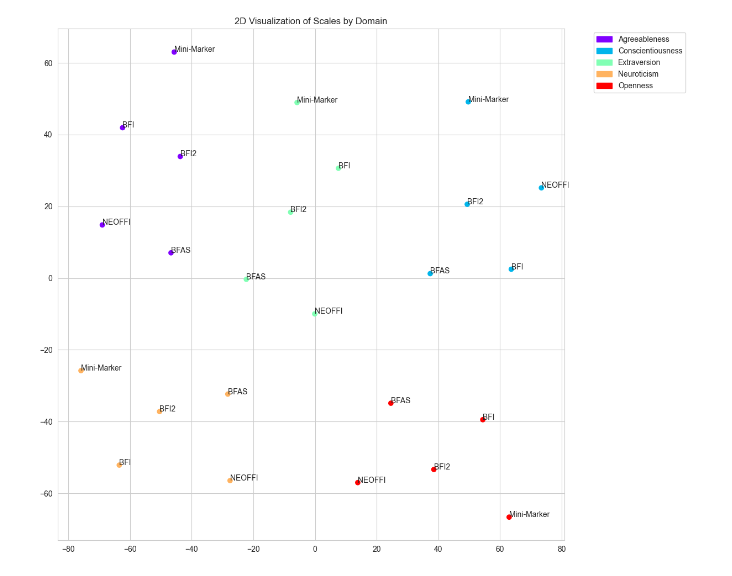 2D Visualization of Scales by Domain
Agreeableness
Conscientiousness
Extraversion
Neuroticism
Openness
Mini-Marker
Mini-Marker
Mini-Marker
BFI
BFI2
BFI
NEOFFI
BFI2
BFI2
NEOFFI
BFAS
BFAS
BFAS
BFI
NEOFFI
Mini-Marker
BFAS
BFI2
BFAS
BFI
BFI
NEOFFI
BFI2
NEOFFI
Mini-Marker
60
40
20
0
−20
−40
−60
−80 −60 −40 −20 0 20 40 60 80